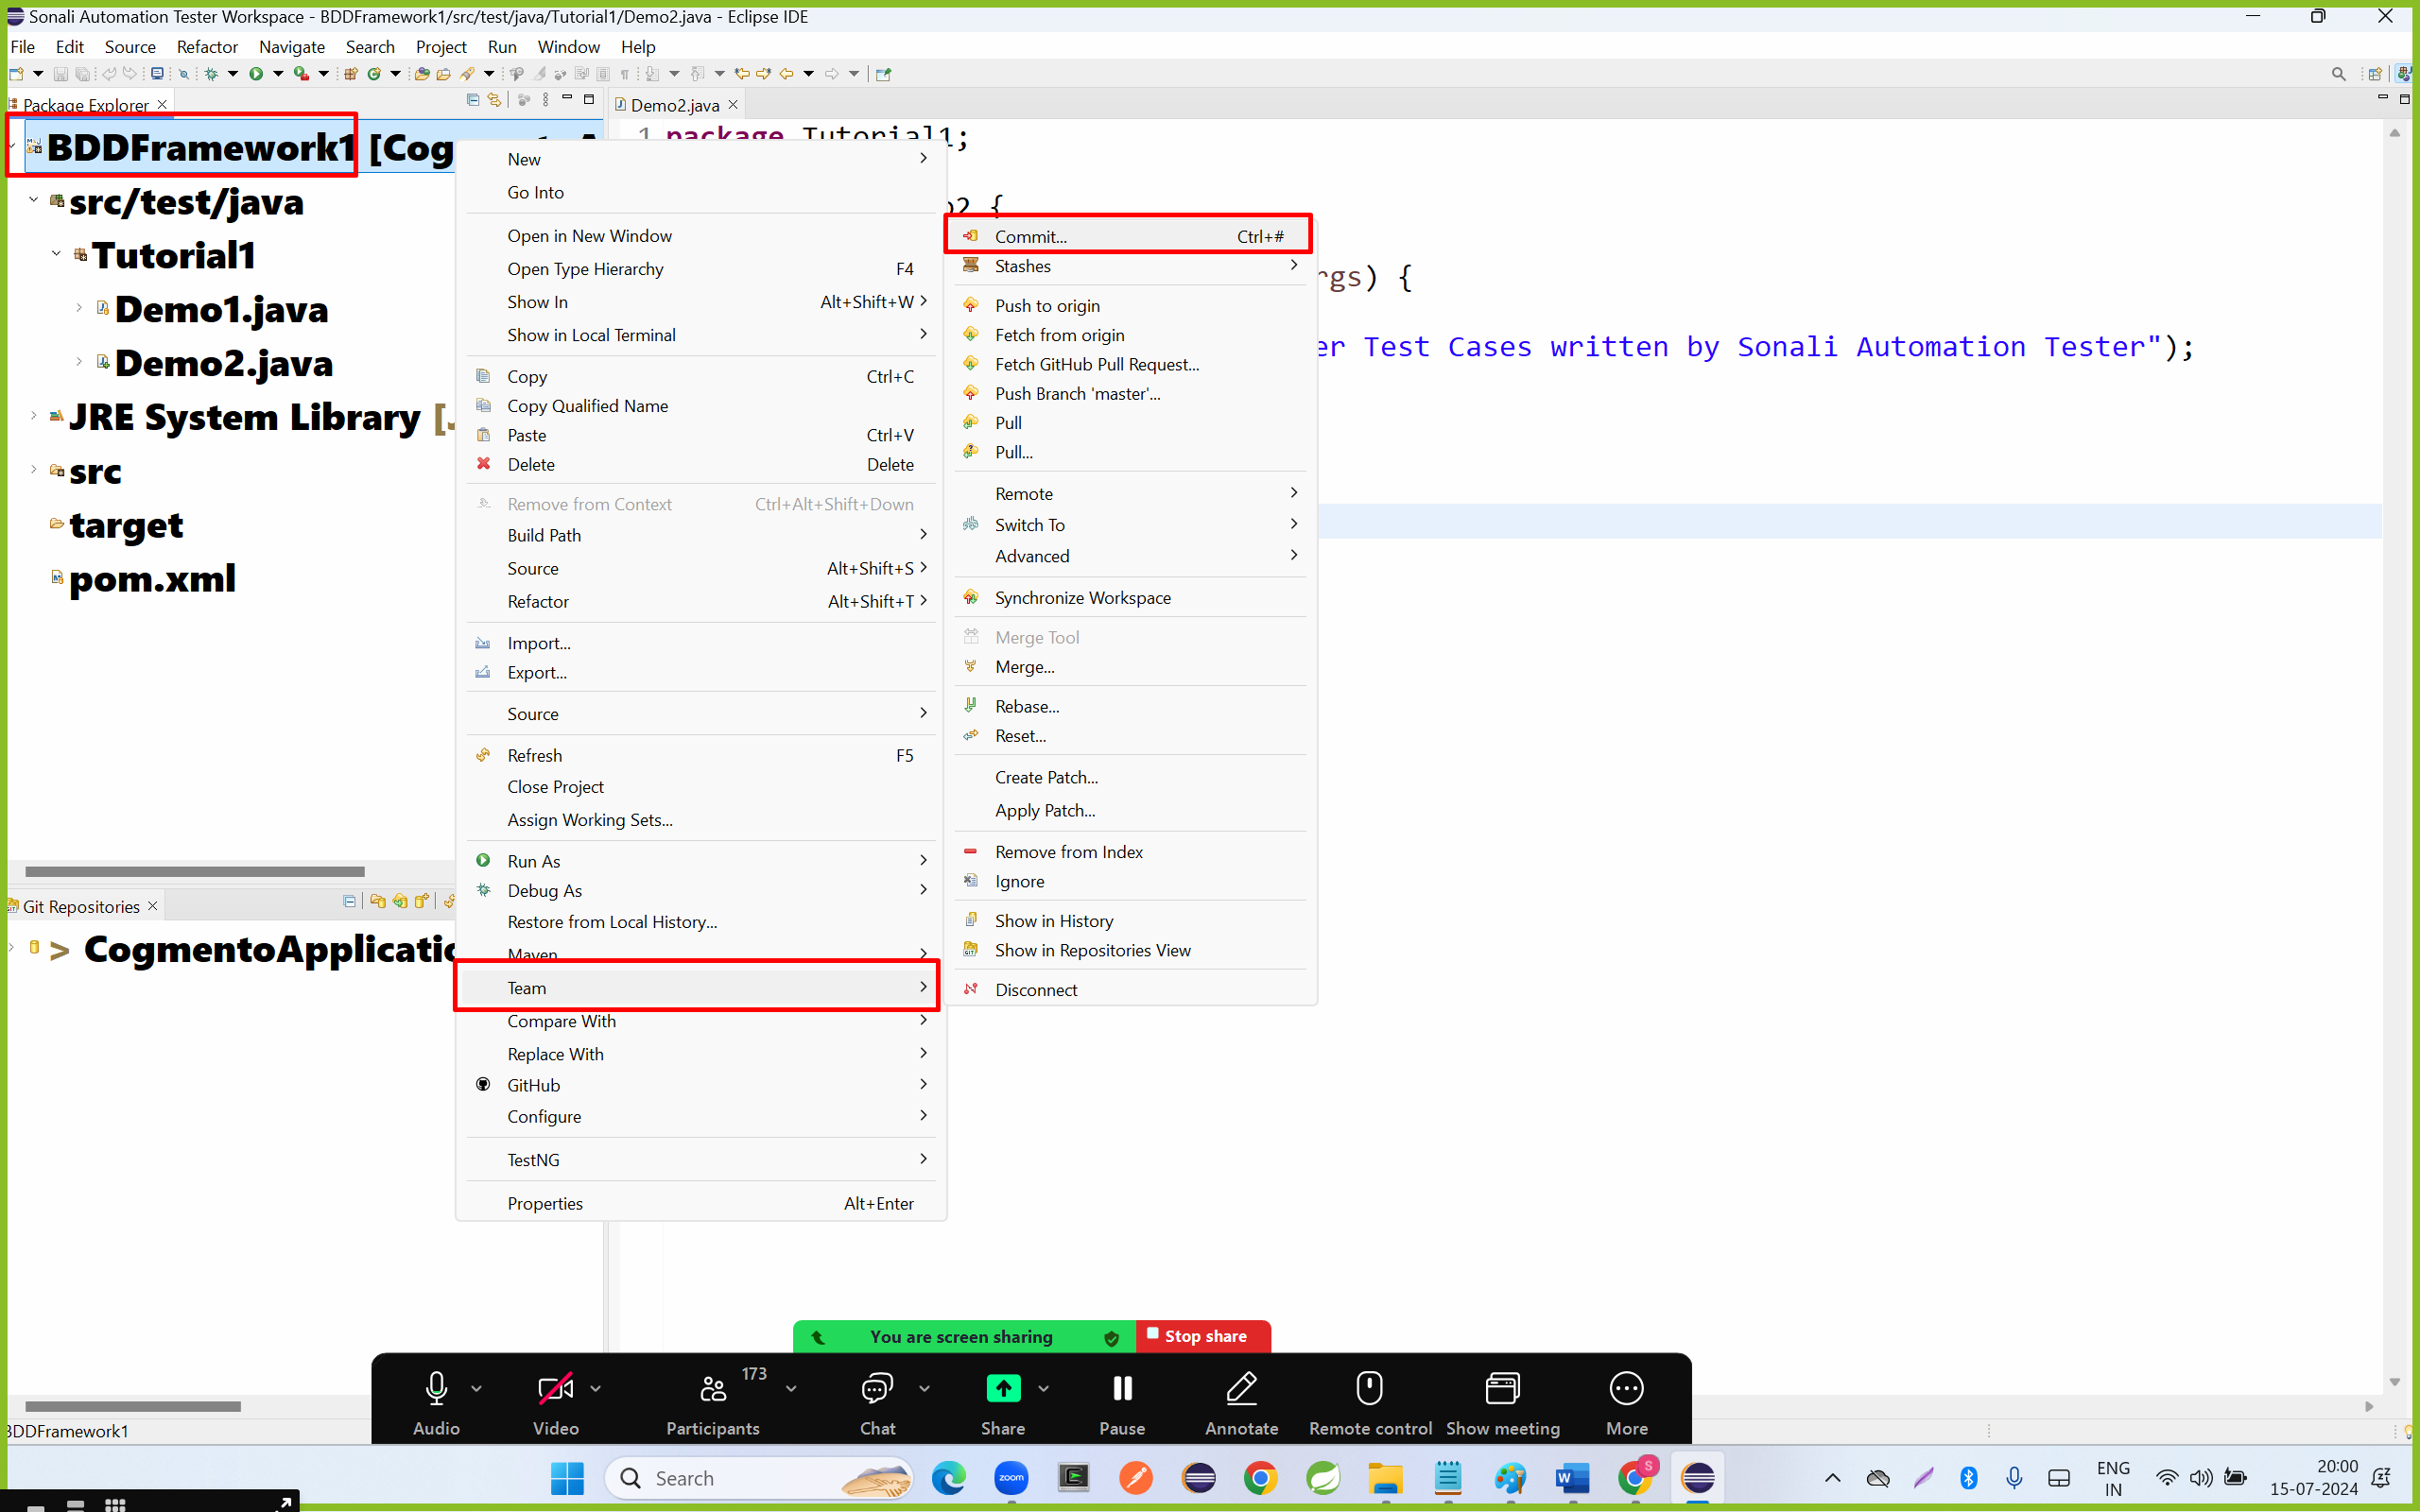 Sonali Automation Tester Workspace - BDDFramework1/src/test/java/Tutorial1/Demo2.java - Eclipse IDE
File Edit Source Refactor Navigate Search Project Run Window Help
Package Explorer
BDDFramework1 [Cog
src/test/java
Tutorial1
Demo1.java
Demo2.java
JRE System Library [J
src
target
pom.xml
Git Repositories
> CogmentoApplicatio
BDDFramework1
Demo2.java
1 package Tutorial1;
o2 {
rgs) {
er Test Cases written by Sonali Automation Tester");
New
Go Into
Open in New Window
Open Type Hierarchy F4
Show In Alt+Shift+W
Show in Local Terminal
Copy Ctrl+C
Copy Qualified Name
Paste Ctrl+V
Delete Delete
Remove from Context Ctrl+Alt+Shift+Down
Build Path
Source Alt+Shift+S
Refactor Alt+Shift+T
Import...
Export...
Source
Refresh F5
Close Project
Assign Working Sets...
Run As
Debug As
Restore from Local History...
Maven
Team
Compare With
Replace With
GitHub
Configure
TestNG
Properties Alt+Enter
Commit... Ctrl+#
Stashes
Push to origin
Fetch from origin
Fetch GitHub Pull Request...
Push Branch 'master'...
Pull
Pull...
Remote
Switch To
Advanced
Synchronize Workspace
Merge Tool
Merge...
Rebase...
Reset...
Create Patch...
Apply Patch...
Remove from Index
Ignore
Show in History
Show in Repositories View
Disconnect
You are screen sharing Stop share
173
Audio Video Participants Chat Share Pause Annotate Remote control Show meeting More
Search
zoom
S
ENG
IN
20:00
15-07-2024